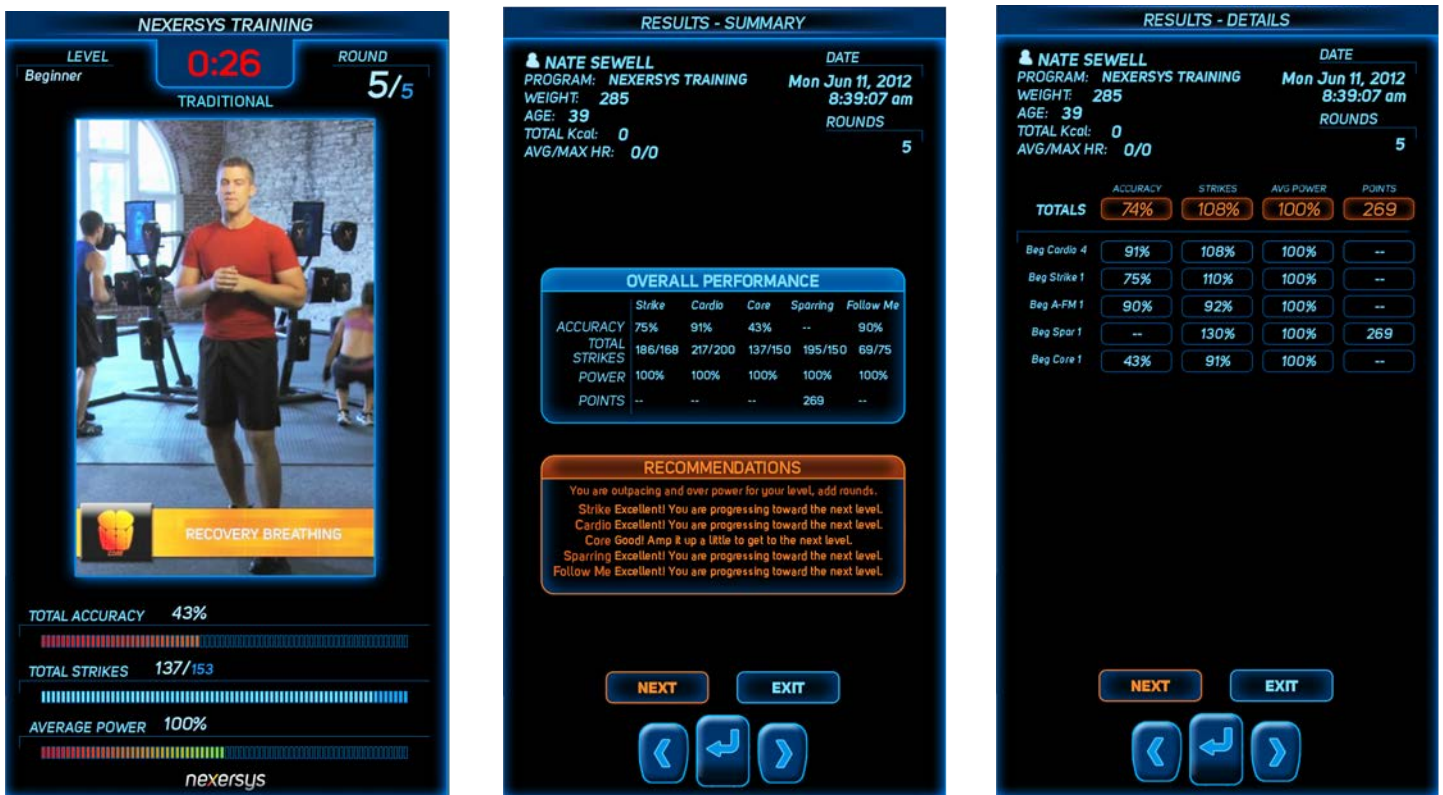 NEXERSYS TRAINING
LEVEL
Beginner
0:26
ROUND
5/5
TRADITIONAL
CORE
RECOVERY BREATHING
TOTAL ACCURACY 43%
TOTAL STRIKES 137/153
AVERAGE POWER 100%
nexersys
RESULTS - SUMMARY
NATE SEWELL
PROGRAM: NEXERSYS TRAINING
WEIGHT: 285
AGE: 39
TOTAL Kcal: 0
AVG/MAX HR: 0/0
DATE
Mon Jun 11, 2012
8:39:07 am
ROUNDS
5
OVERALL PERFORMANCE
Strike Cardio Core Sparring Follow Me
ACCURACY 75% 91% 43% -- 90%
TOTAL
STRIKES 186/168 217/200 137/150 195/150 69/75
POWER 100% 100% 100% 100% 100%
POINTS -- -- -- 269 --
RECOMMENDATIONS
You are outpacing and over power for your level, add rounds.
Strike Excellent! You are progressing toward the next level.
Cardio Excellent! You are progressing toward the next level.
Core Good! Amp it up a little to get to the next level.
Sparring Excellent! You are progressing toward the next level.
Follow Me Excellent! You are progressing toward the next level.
NEXT EXIT
RESULTS - DETAILS
NATE SEWELL
PROGRAM: NEXERSYS TRAINING
WEIGHT: 285
AGE: 39
TOTAL Kcal: 0
AVG/MAX HR: 0/0
DATE
Mon Jun 11, 2012
8:39:07 am
ROUNDS
5
ACCURACY STRIKES AVG POWER POINTS
TOTALS 74% 108% 100% 269
Beg Cardio 4 91% 108% 100% --
Beg Strike 1 75% 110% 100% --
Beg A-FM 1 90% 92% 100% --
Beg Spar 1 -- 130% 100% 269
Beg Core 1 43% 91% 100% --
NEXT EXIT